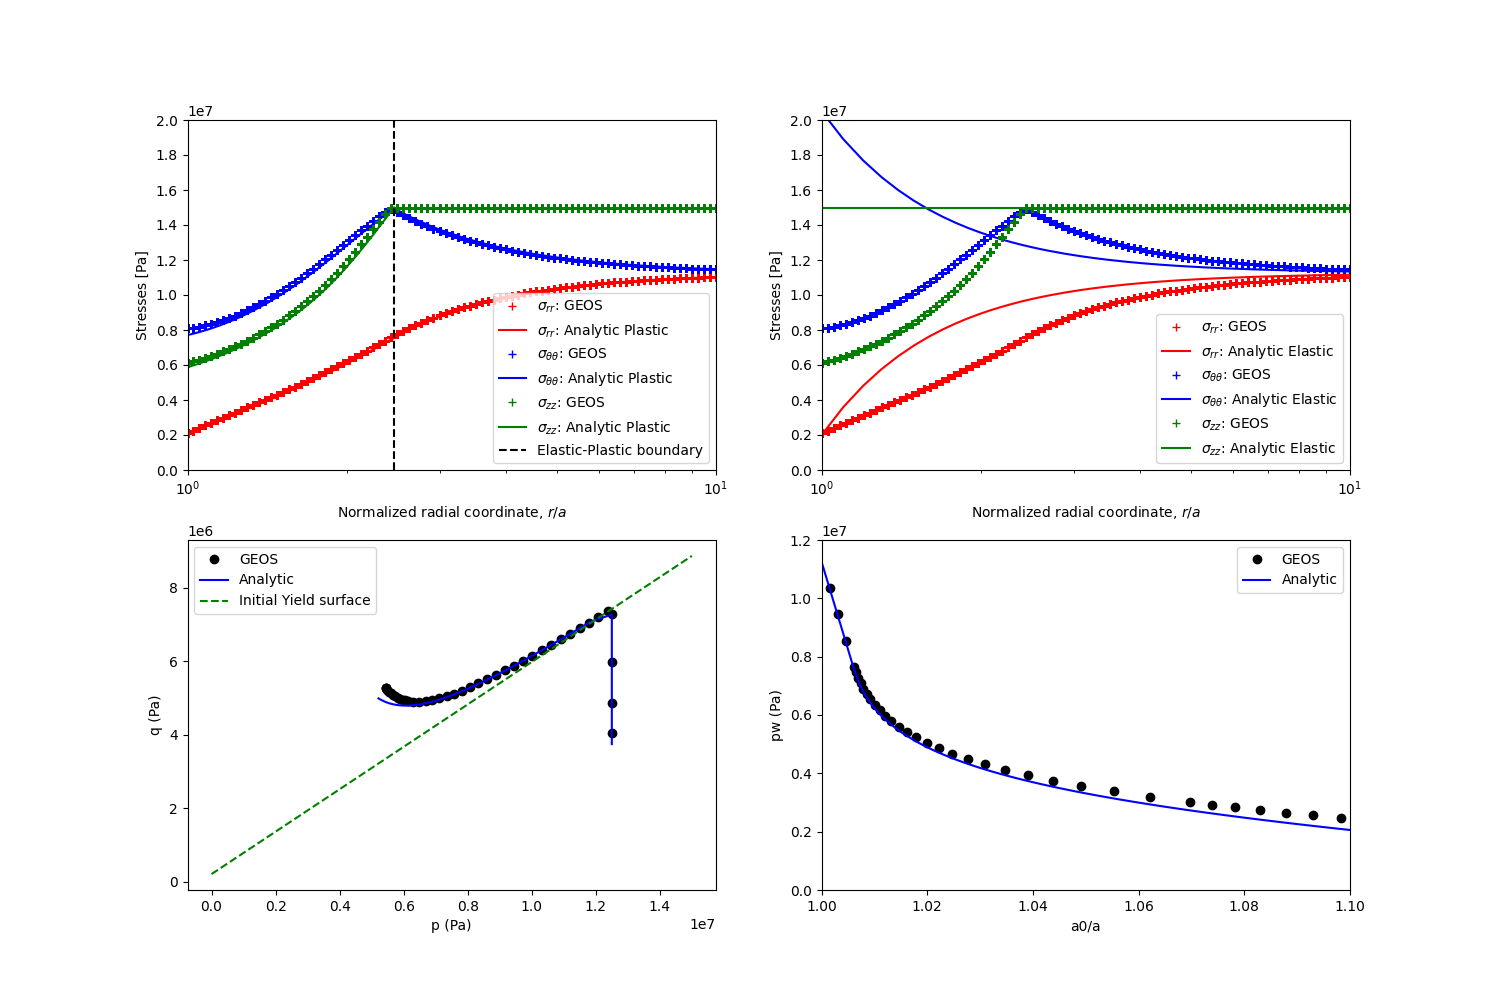 1e7
2.0
1.8
1.6
1.4
1.2
1.0
0.8
0.6
0.4
0.2
0.0
Stresses [Pa]
σrr: GEOS
σrr: Analytic Plastic
σθθ: GEOS
σθθ: Analytic Plastic
σzz: GEOS
σzz: Analytic Plastic
Elastic-Plastic boundary
10^0
10^1
Normalized radial coordinate, r/a
1e7
2.0
1.8
1.6
1.4
1.2
1.0
0.8
0.6
0.4
0.2
0.0
Stresses [Pa]
σrr: GEOS
σrr: Analytic Elastic
σθθ: GEOS
σθθ: Analytic Elastic
σzz: GEOS
σzz: Analytic Elastic
10^0
10^1
Normalized radial coordinate, r/a
1e6
8
6
4
2
0
q (Pa)
GEOS
Analytic
Initial Yield surface
0.0 0.2 0.4 0.6 0.8 1.0 1.2 1.4
1e7
p (Pa)
1e7
1.2
1.0
0.8
0.6
0.4
0.2
0.0
pw (Pa)
GEOS
Analytic
1.00 1.02 1.04 1.06 1.08 1.10
a0/a